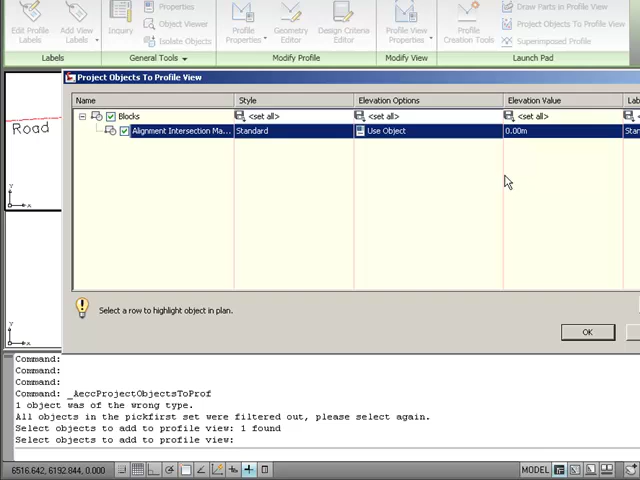 Edit Profile Labels
Add View Labels
Labels
Inquiry
Properties
Object Viewer
Isolate Objects
General Tools
Profile Properties
Geometry Editor
Design Criteria Editor
Modify Profile
Profile View Properties
Modify View
Profile Creation Tools
Draw Parts in Profile View
Project Objects To Profile View
Superimposed Profile
Launch Pad
Project Objects To Profile View
Name Style Elevation Options Elevation Value Lab
Blocks <set all> <set all> <set all>
Alignment Intersection Ma... Standard Use Object 0.00m Stan
Road
Y
X
Select a row to highlight object in plan.
OK
Y
X
Command:
Command:
Command:
Command: _AeccProjectObjectsToProf
1 object was of the wrong type.
All objects in the pickfirst set were filtered out, please select again.
Select objects to add to profile view: 1 found
Select objects to add to profile view:
6516.642, 6192.844, 0.000 MODEL